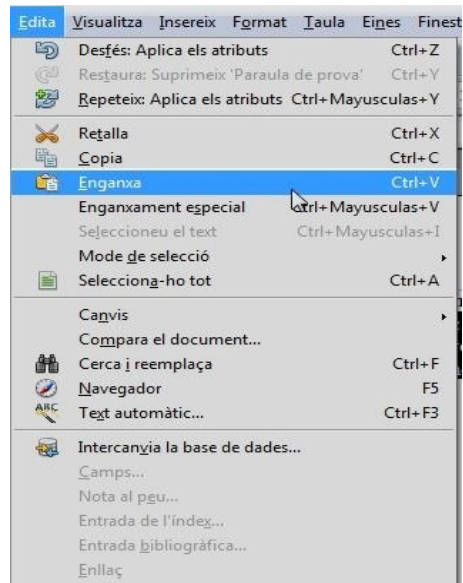 Edita Visualitza Insereix Format Taula Eines Finest
Desfés: Aplica els atributs Ctrl+Z
Restaura: Suprimeix 'Paraula de prova' Ctrl+Y
Repeteix: Aplica els atributs Ctrl+Mayusculas+Y
Retalla Ctrl+X
Copia Ctrl+C
Enganxa Ctrl+V
Enganxament especial Ctrl+Mayusculas+V
Seleccioneu el text Ctrl+Mayusculas+I
Mode de selecció
Selecciona-ho tot Ctrl+A
Canvis
Compara el document...
Cerca i reemplaça Ctrl+F
Navegador F5
ABC Text automàtic... Ctrl+F3
Intercanvia la base de dades...
Camps...
Nota al peu...
Entrada de l'índex...
Entrada bibliogràfica...
Enllaç